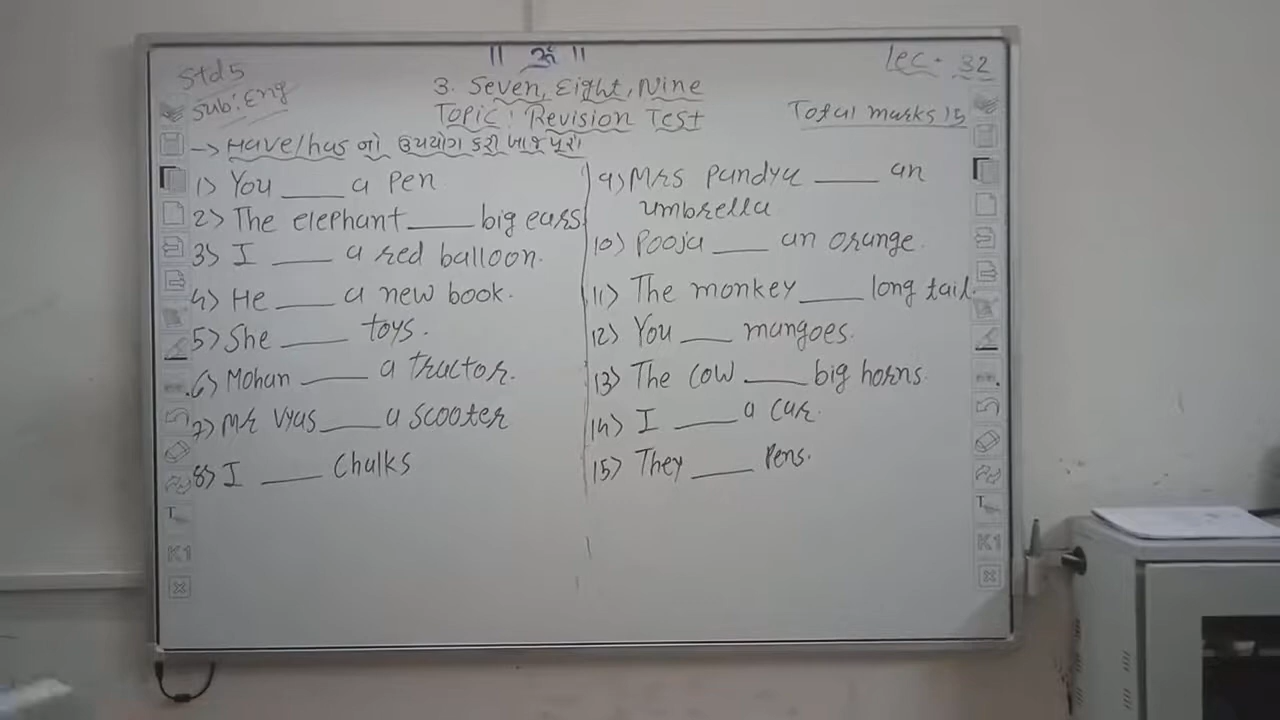 || ૐ ||
Std 5
Lec - 32
Sub: Eng
3. Seven, Eight, Nine
Topic: Revision Test
Total marks 15
→ Have/has નો ઉપયોગ કરી ખા.જ પૂરો
1) You ____ a pen
2) The elephant ____ big ears
3) I ____ a red balloon.
4) He ____ a new book.
5) She ____ toys.
6) Mohan ____ a tractor.
7) Mr Vyas ____ a scooter
8) I ____ chalks
9) Mrs pandya ____ an
umbrella
10) Pooja ____ an orange.
11) The monkey ____ long tail.
12) You ____ mangoes.
13) The cow ____ big horns.
14) I ____ a car.
15) They ____ pens.
T
K1
T
K1